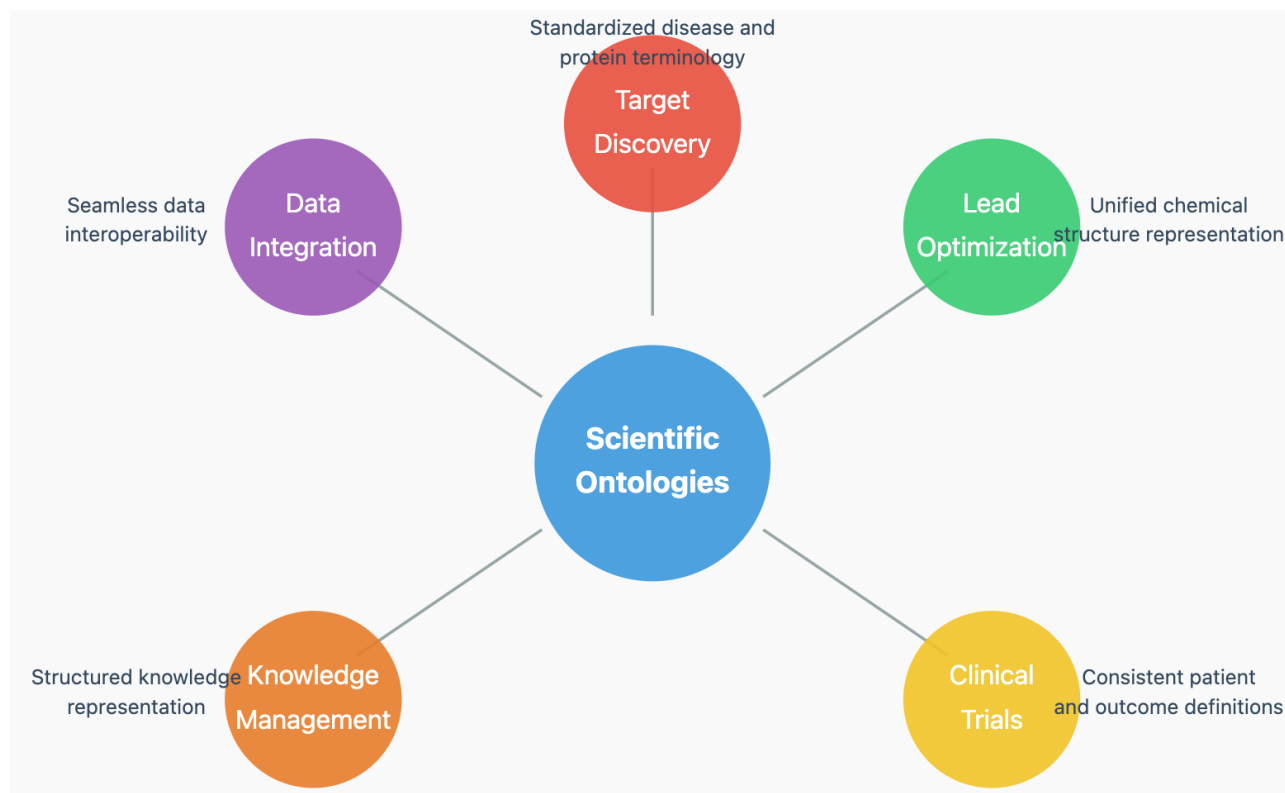 Standardized disease and
protein terminology
Target
Discovery
Seamless data
interoperability
Data
Integration
Lead
Optimization
Unified chemical
structure representation
Scientific
Ontologies
Structured knowledge
representation
Knowledge
Management
Clinical
Trials
Consistent patient
and outcome definitions